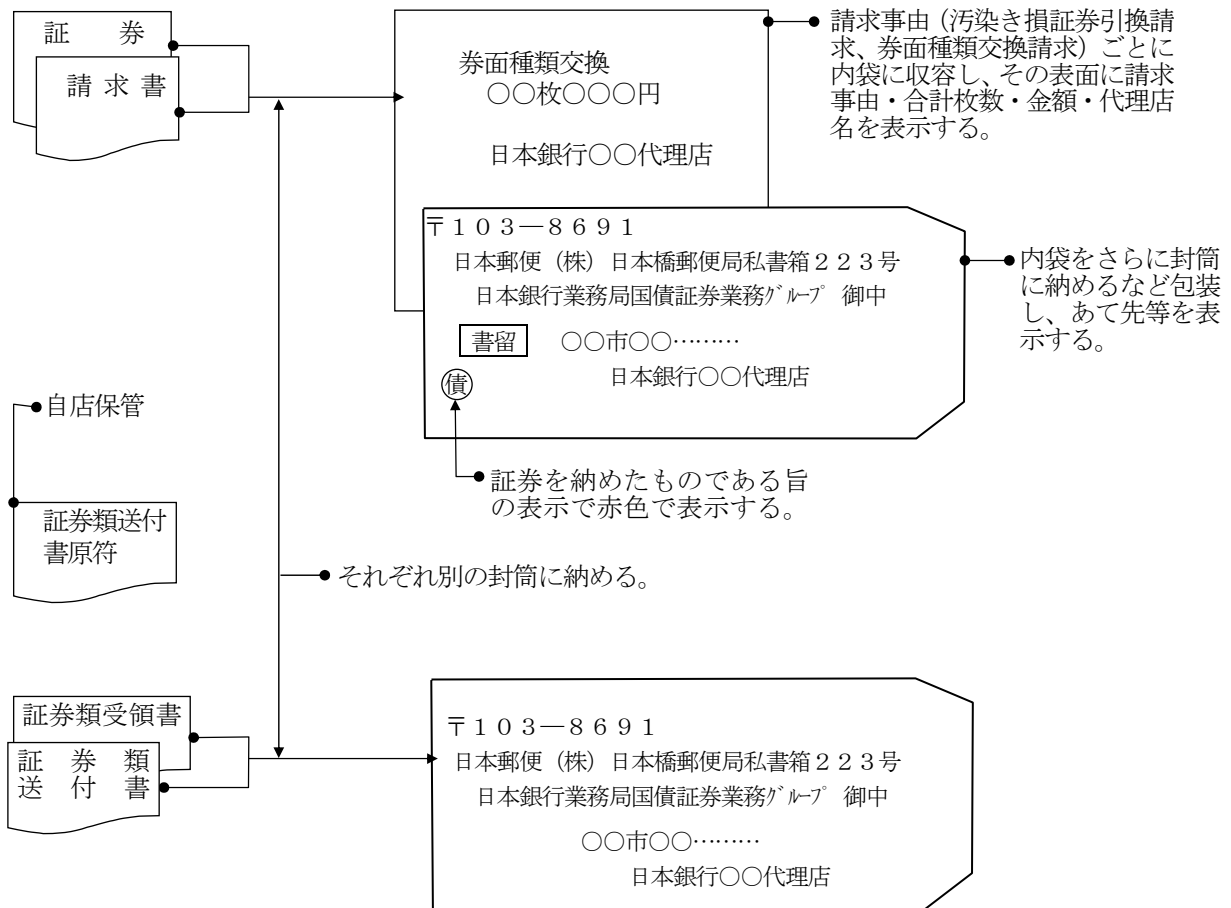 証　券
請 求 書
券面種類交換
○○枚○○○円
日本銀行○○代理店
請求事由（汚染き損証券引換請
求、券面種類交換請求）ごとに
内袋に収容し、その表面に請求
事由・合計枚数・金額・代理店
名を表示する。
〒１０３―８６９１
日本郵便（株）日本橋郵便局私書箱２２３号
日本銀行業務局国債証券業務ｸﾞﾙｰﾌﾟ 御中
書留　○○市○○………
日本銀行○○代理店
債
内袋をさらに封筒
に納めるなど包装
し、あて先等を表
示する。
自店保管
証券を納めたものである旨
の表示で赤色で表示する。
証券類送付
書原符
それぞれ別の封筒に納める。
証券類受領書
証　券　類
送　付　書
〒１０３―８６９１
日本郵便（株）日本橋郵便局私書箱２２３号
日本銀行業務局国債証券業務ｸﾞﾙｰﾌﾟ 御中
○○市○○………
日本銀行○○代理店